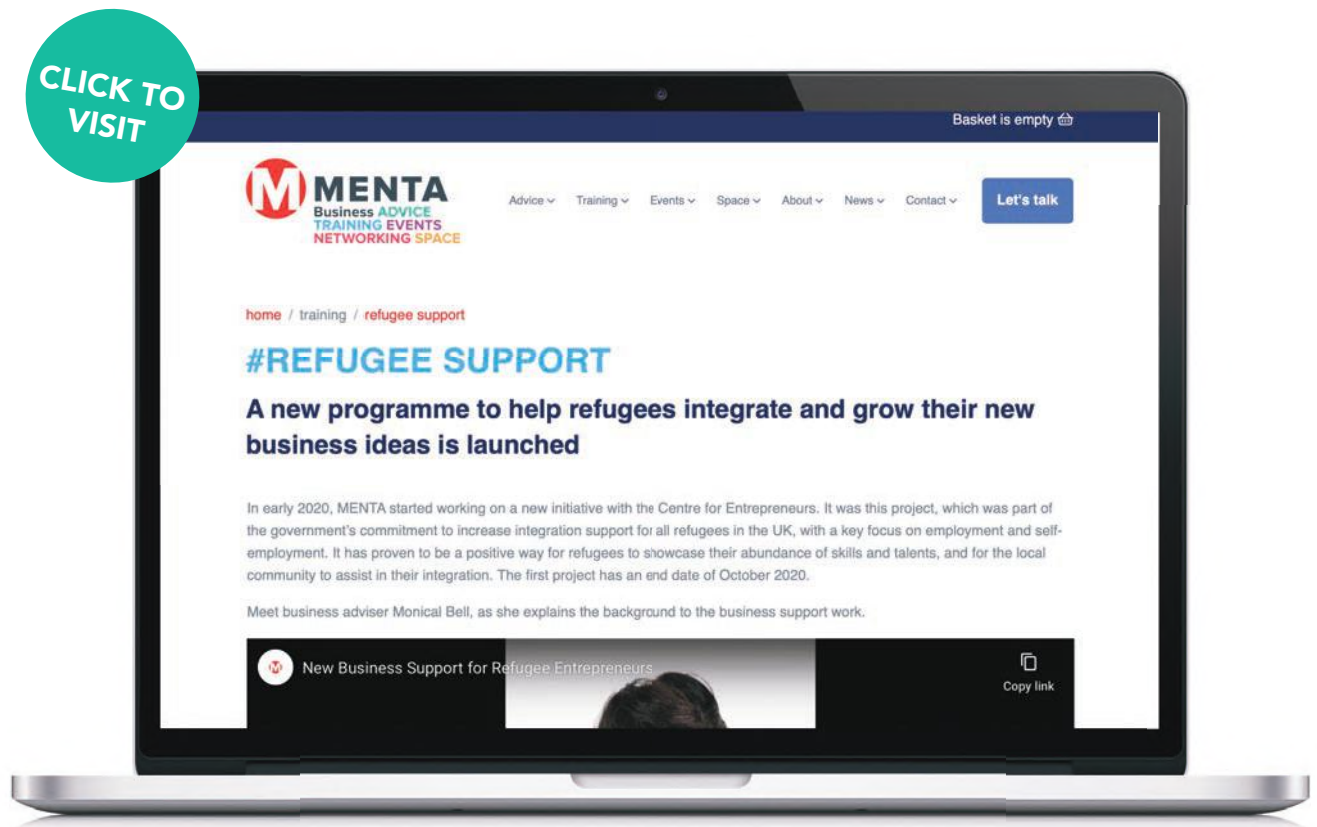 CLICK TO
VISIT
Basket is empty
M MENTA
Business ADVICE
TRAINING EVENTS
NETWORKING SPACE
Advice Training Events Space About News Contact Let's talk
home / training / refugee support
#REFUGEE SUPPORT
A new programme to help refugees integrate and grow their new
business ideas is launched
In early 2020, MENTA started working on a new initiative with the Centre for Entrepreneurs. It was this project, which was part of
the government's commitment to increase integration support for all refugees in the UK, with a key focus on employment and self-
employment. It has proven to be a positive way for refugees to showcase their abundance of skills and talents, and for the local
community to assist in their integration. The first project has an end date of October 2020.
Meet business adviser Monical Bell, as she explains the background to the business support work.
M New Business Support for Refugee Entrepreneurs
Copy link